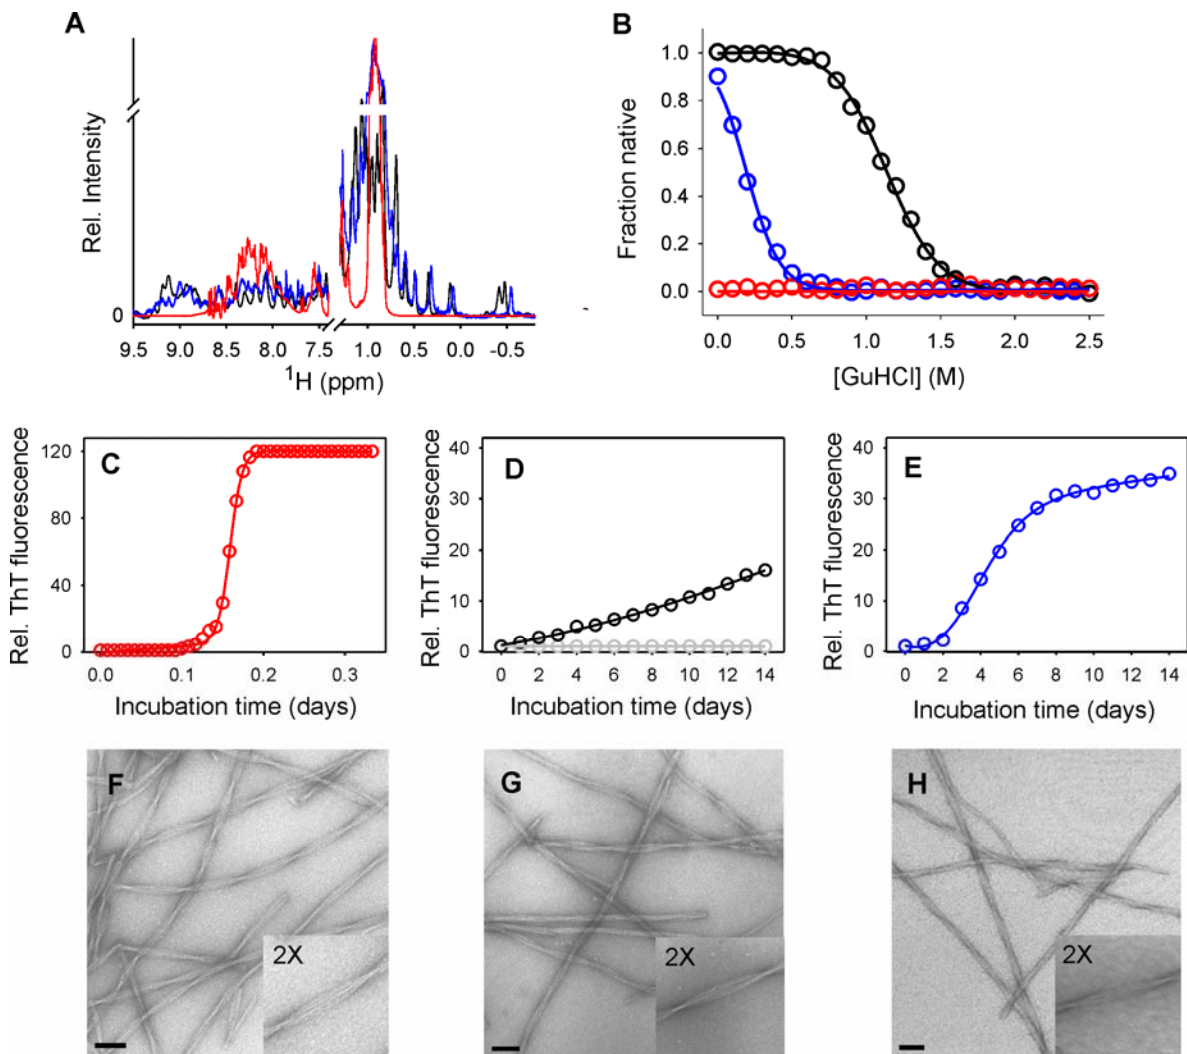 A
Rel. Intensity
0
9.5 9.0 8.5 8.0 7.5 1.0 0.5 0.0 -0.5
1H (ppm)
B
Fraction native
1.0
0.8
0.6
0.4
0.2
0.0
0.0 0.5 1.0 1.5 2.0 2.5
[GuHCl] (M)
C
Rel. ThT fluorescence
120
80
40
0
0.0 0.1 0.2 0.3
Incubation time (days)
D
Rel. ThT fluorescence
40
30
20
10
0
0 2 4 6 8 10 12 14
Incubation time (days)
E
Rel. ThT fluorescence
40
30
20
10
0
0 2 4 6 8 10 12 14
Incubation time (days)
F
2X
G
2X
H
2X